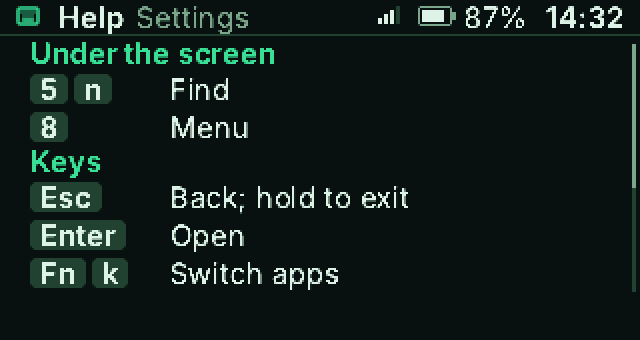 Help Settings 87% 14:32
Under the screen
5 n Find
8 Menu
Keys
Esc Back; hold to exit
Enter Open
Fn k Switch apps